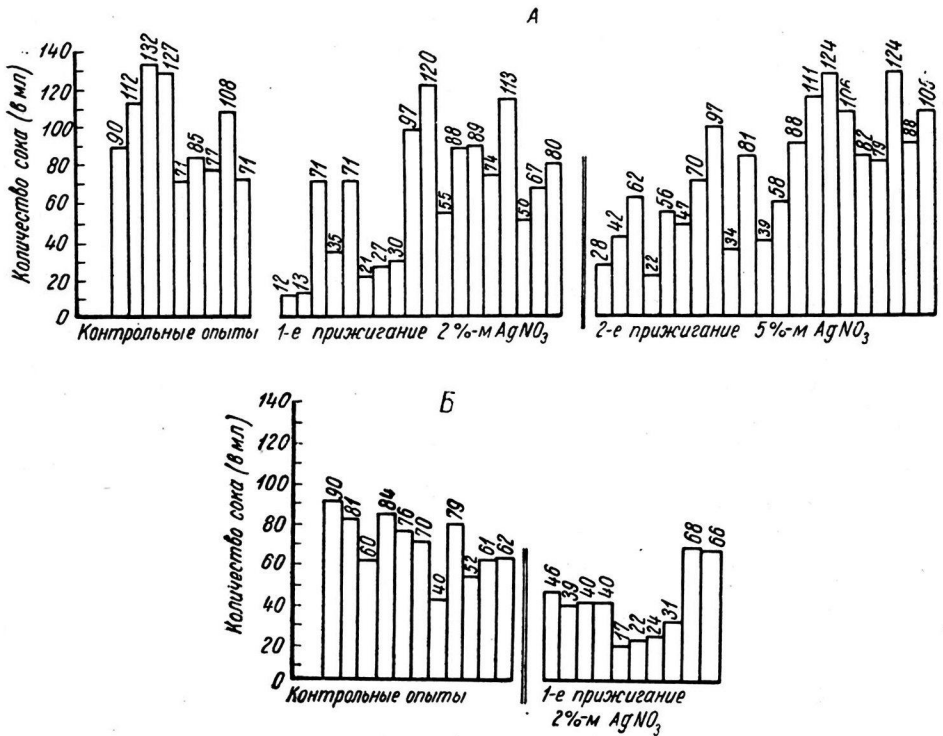 А
Количество сока (в мл)
140
120
100
80
60
40
20
0
90 112 132 127 71 85 77 108 71
12 13 71 35 71 21 27 30 97 120 55 88 89 74 113 50 67 80
28 42 62 22 56 47 70 97 34 81 39 58 88 111 124 106 82 79 124 88 105
Контрольные опыты
1-е прижигание 2%-м AgNO₃
2-е прижигание 5%-м AgNO₃
Б
Количество сока (в мл)
140
120
100
80
60
40
20
0
90 81 60 84 76 70 40 79 52 61 62
46 39 40 40 17 22 24 31 68 66
Контрольные опыты
1-е прижигание
2%-м AgNO₃